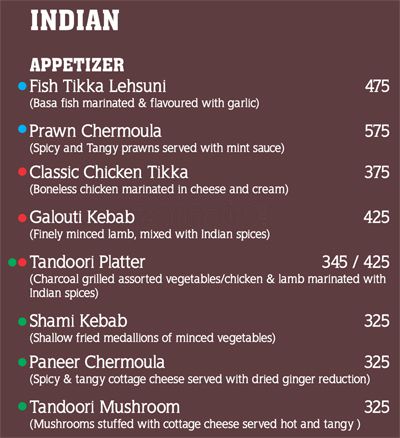 INDIAN
APPETIZER
Fish Tikka Lehsuni 475
(Basa fish marinated & flavoured with garlic)
Prawn Chermoula 575
(Spicy and Tangy prawns served with mint sauce)
Classic Chicken Tikka 375
(Boneless chicken marinated in cheese and cream)
Galouti Kebab 425
(Finely minced lamb, mixed with Indian spices)
Tandoori Platter 345 / 425
(Charcoal grilled assorted vegetables/chicken & lamb marinated with
Indian spices)
Shami Kebab 325
(Shallow fried medallions of minced vegetables)
Paneer Chermoula 325
(Spicy & tangy cottage cheese served with dried ginger reduction)
Tandoori Mushroom 325
(Mushrooms stuffed with cottage cheese served hot and tangy )